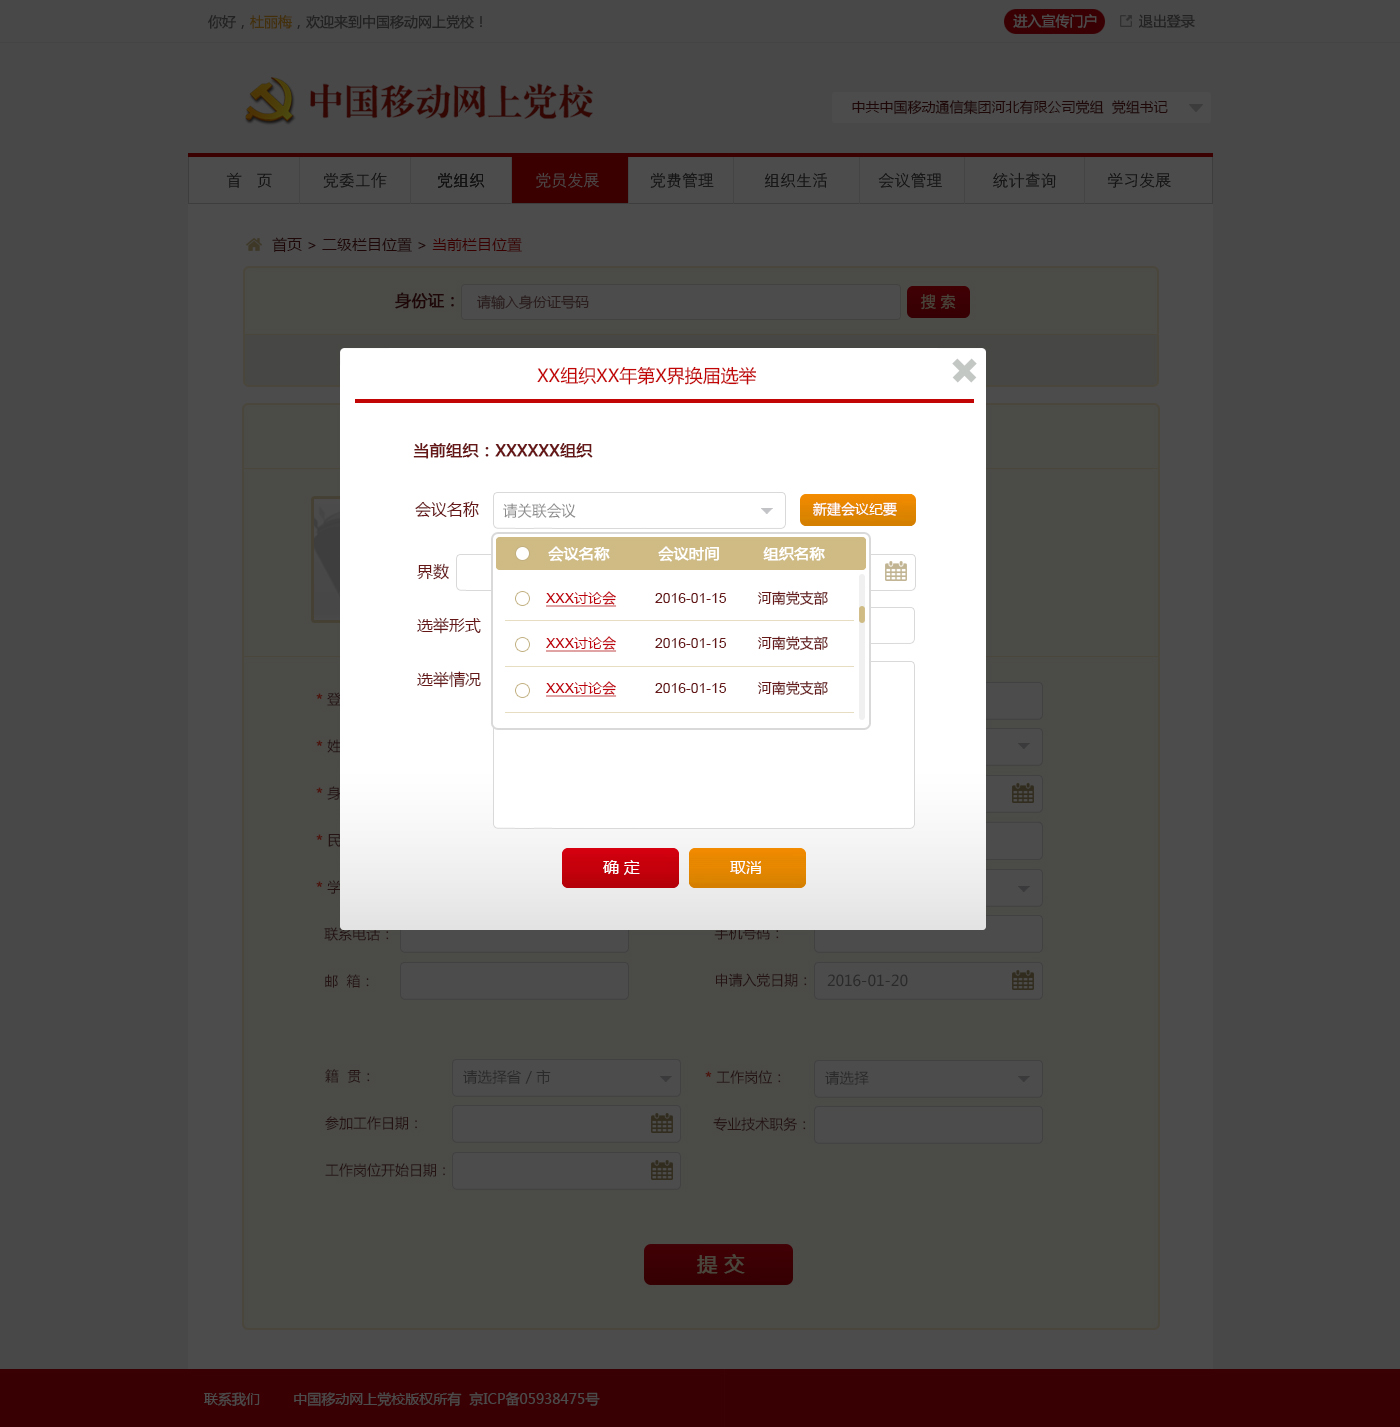 你好，杜丽梅，欢迎来到中国移动网上党校！
进入宣传门户 退出登录
中国移动网上党校
中共中国移动通信集团河北有限公司党组 党组书记
首 页 党委工作 党组织 党员发展 党费管理 组织生活 会议管理 统计查询 学习发展
首页 > 二级栏目位置 > 当前栏目位置
身份证： 请输入身份证号码 搜 索
XX组织XX年第X界换届选举
当前组织：XXXXXX组织
会议名称 请关联会议 新建会议纪要
会议名称 会议时间 组织名称
界数
XXX讨论会 2016-01-15 河南党支部
选举形式
XXX讨论会 2016-01-15 河南党支部
选举情况
XXX讨论会 2016-01-15 河南党支部
* 登
* 姓
* 身
* 民
* 学
确 定 取消
联系电话： 手机号码：
邮 箱： 申请入党日期： 2016-01-20
籍 贯： 请选择省 / 市 * 工作岗位： 请选择
参加工作日期： 专业技术职务：
工作岗位开始日期：
提 交
联系我们 中国移动网上党校版权所有 京ICP备05938475号